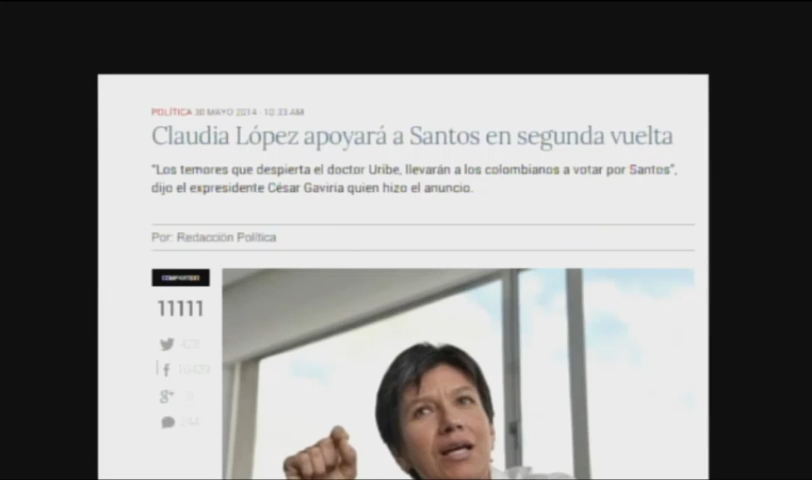 POLÍTICA 30 MAYO 2014 - 10:33 AM
Claudia López apoyará a Santos en segunda vuelta
"Los temores que despierta el doctor Uribe, llevarán a los colombianos a votar por Santos",
dijo el expresidente César Gaviria quien hizo el anuncio.
Por: Redacción Política
COMPARTIDO
11111